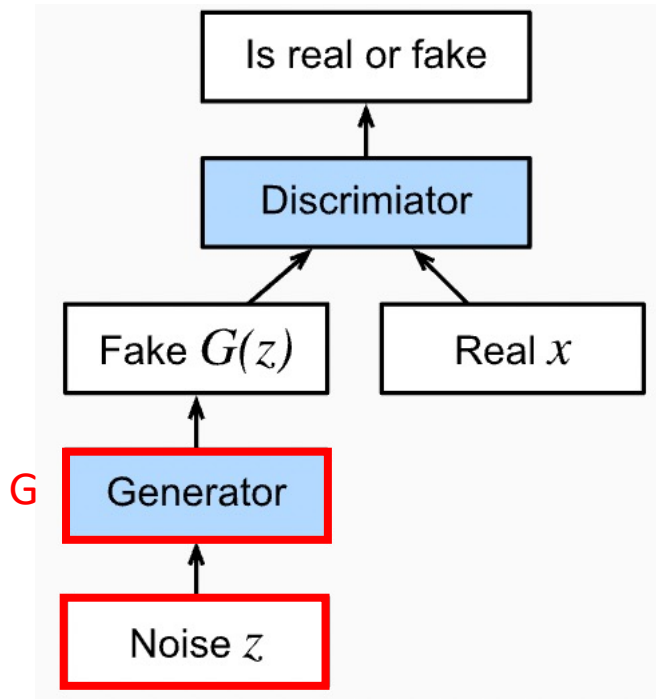 Is real or fake
Discrimiator
Fake G(z)
Real x
G
Generator
Noise z